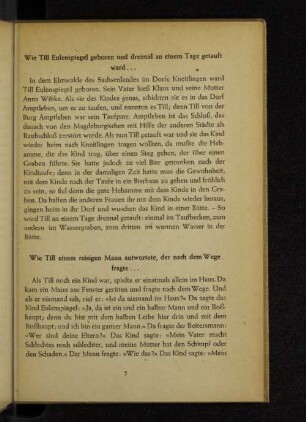 Wie Till Eulenspiegel geboren und dreimal an einem Tage getauft
ward . . .
In dem Elmwalde des Sachsenlandes im Dorfe Kneitlingen ward
Till Eulenspiegel geboren. Sein Vater hieß Klaus und seine Mutter
Anna Wibke. Als sie des Kindes genas, schickten sie es in das Dorf
Ampleben, um es zu taufen, und nannten es Till; denn Till von der
Burg Ampleben war sein Taufpate. Ampleben ist das Schloß, das
danach von den Magdeburgischen mit Hilfe der anderen Städte als
Raubschloß zerstört wurde. Als nun Till getauft war und sie das Kind
wieder heim nach Kneitlingen tragen wollten, da mußte die Heb-
amme, die das Kind trug, über einen Steg gehen, der über einen
Graben führte. Sie hatte jedoch zu viel Bier getrunken nach der
Kindtaufe; denn in der damaligen Zeit hatte man die Gewohnheit,
mit dem Kinde nach der Taufe in ein Bierhaus zu gehen und fröhlich
zu sein; so fiel denn die gute Hebamme mit dem Kinde in den Gra-
ben. Da halfen die anderen Frauen ihr mit dem Kinde wieder heraus,
gingen heim in ihr Dorf und wuschen das Kind in einer Bütte. – So
ward Till an einem Tage dreimal getauft: einmal im Taufbecken, zum
andern im Wassergraben, zum dritten im warmen Wasser in der
Bütte.
Wie Till einem reisigen Mann antwortete, der nach dem Wege
fragte . . .
Als Till noch ein Kind war, spielte er einstmals allein im Haus. Da
kam ein Mann ans Fenster geritten und fragte nach dem Wege. Und
als er niemand sah, rief er: »Ist da niemand im Haus?« Da sagte das
Kind Eulenspiegel: »Ja, da ist ein und ein halber Mann und ein Roß-
haupt; denn du bist mit dem halben Leibe hier drin und mit dem
Roßhaupt; und ich bin ein ganzer Mann.« Da fragte der Reitersmann:
»Wer sind deine Eltern?« Das Kind sagte: »Mein Vater macht
Schlechtes noch schlechter, und meine Mutter hat den Schimpf oder
den Schaden.« Der Mann fragte: »Wie das?« Das Kind sagte: »Mein
5